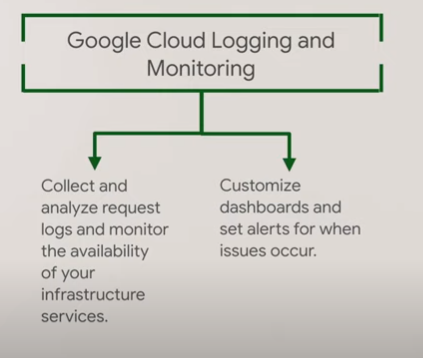 Google Cloud Logging and
Monitoring
Collect and
analyze request
logs and monitor
the availability
of your
infrastructure
services.
Customize
dashboards and
set alerts for when
issues occur.